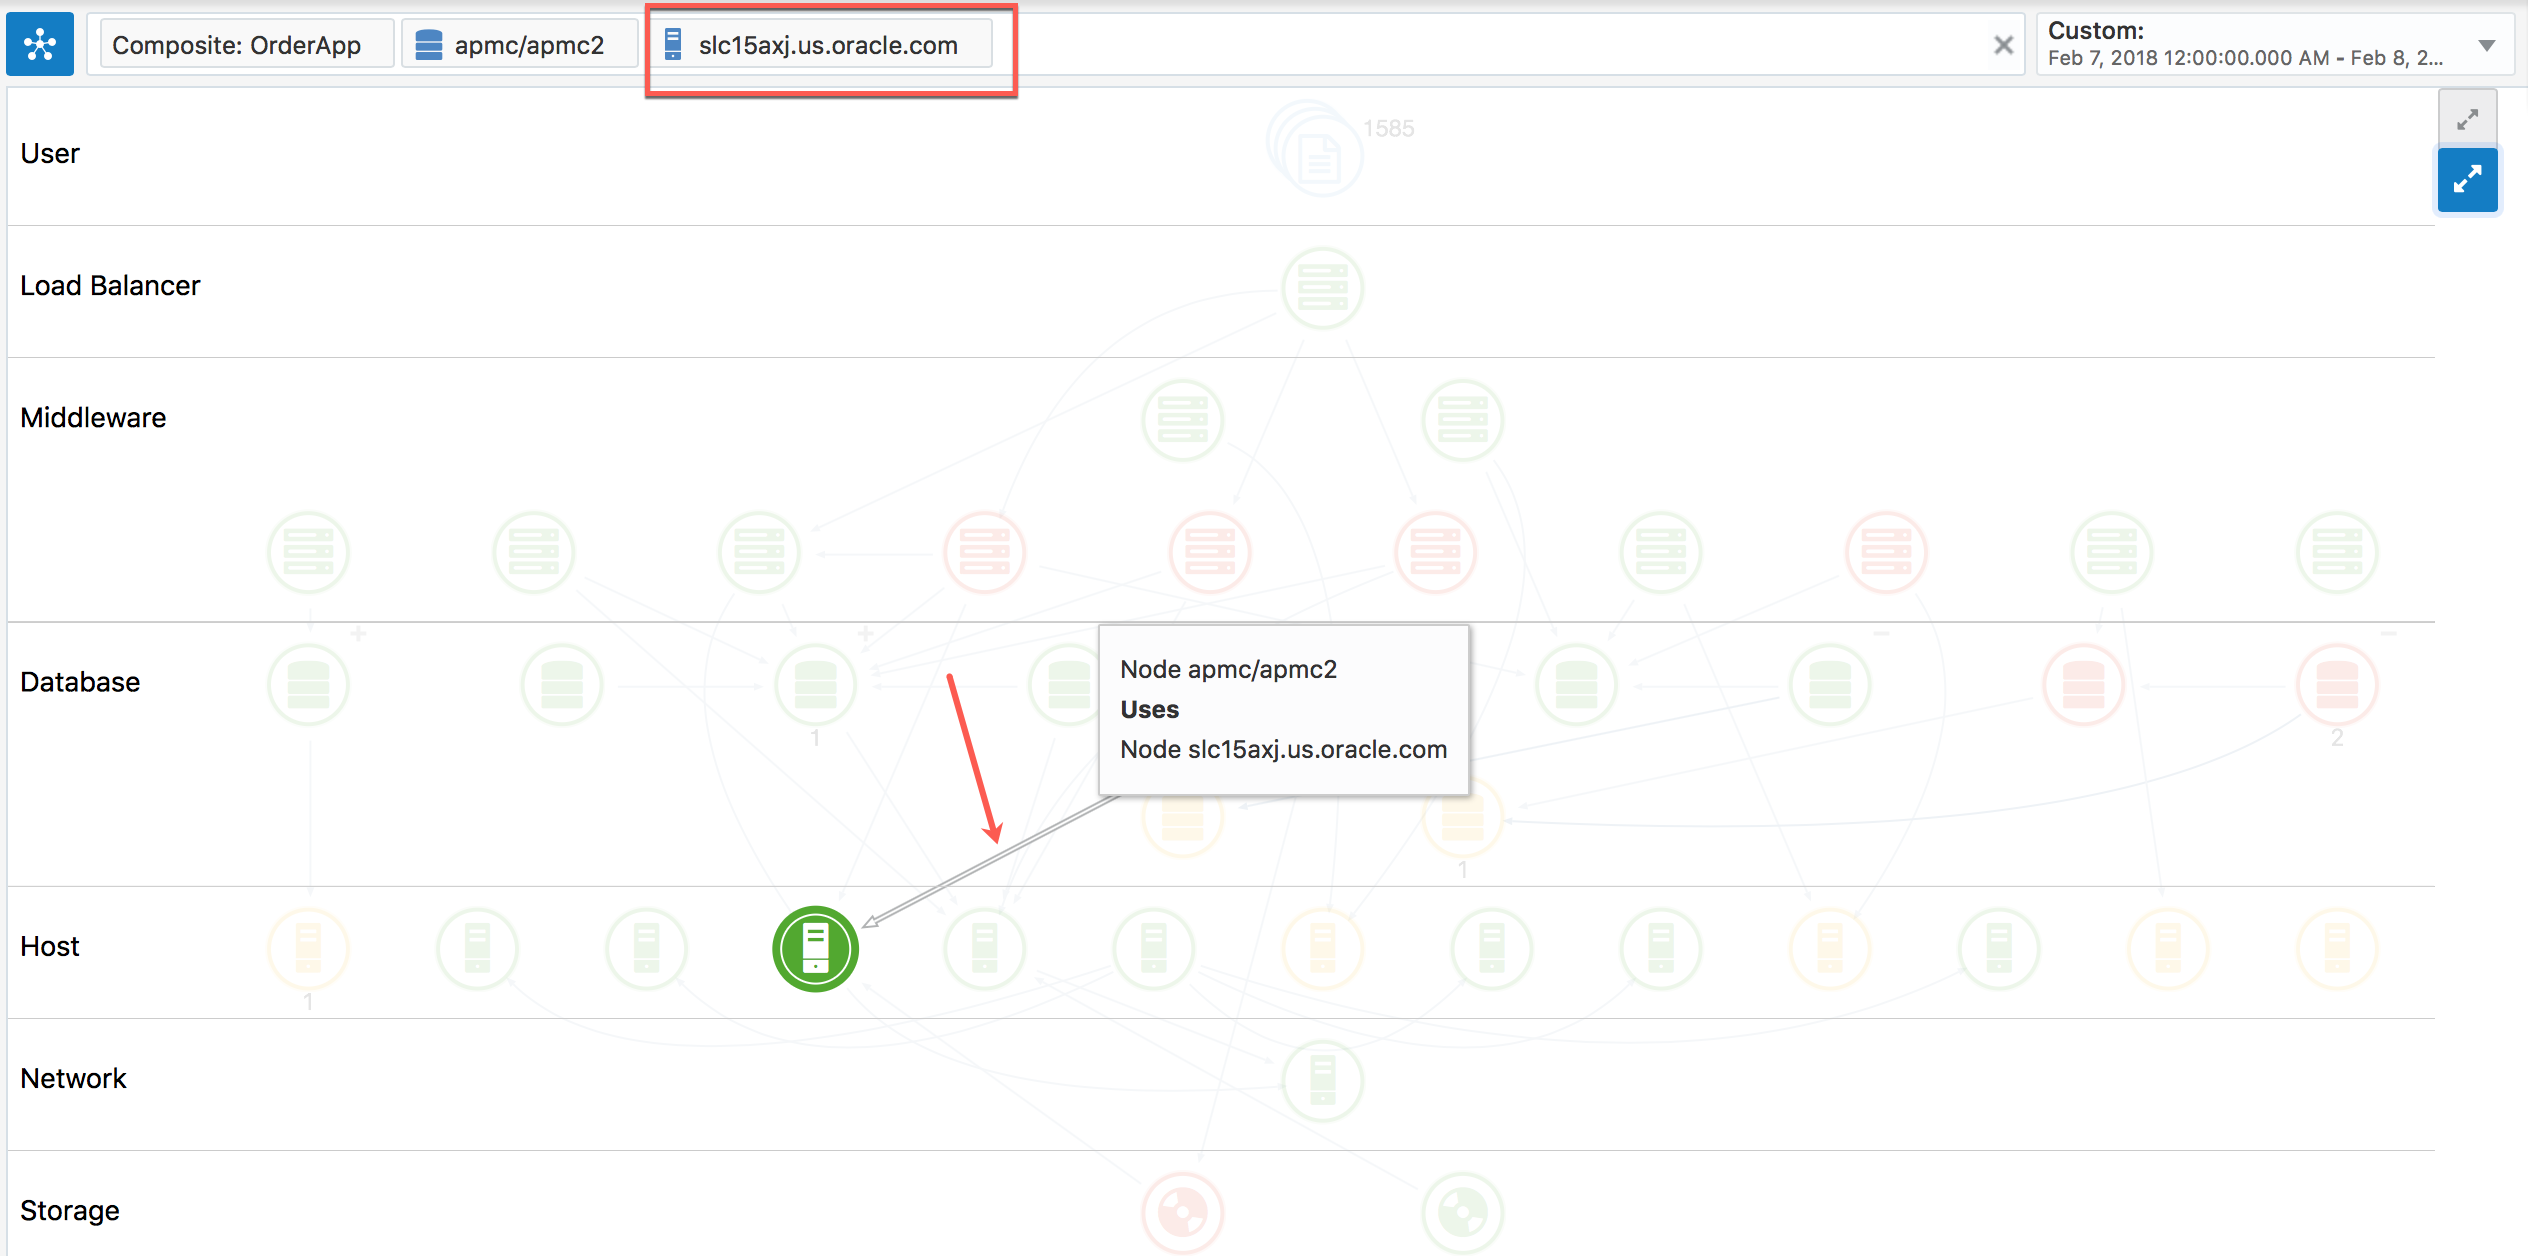 Composite: OrderApp
apmc/apmc2
slc15axj.us.oracle.com
Custom:
Feb 7, 2018 12:00:00.000 AM - Feb 8, 2...
1585
User
Load Balancer
Middleware
Database
Node apmc/apmc2
Uses
Node slc15axj.us.oracle.com
1
2
1
Host
1
Network
Storage